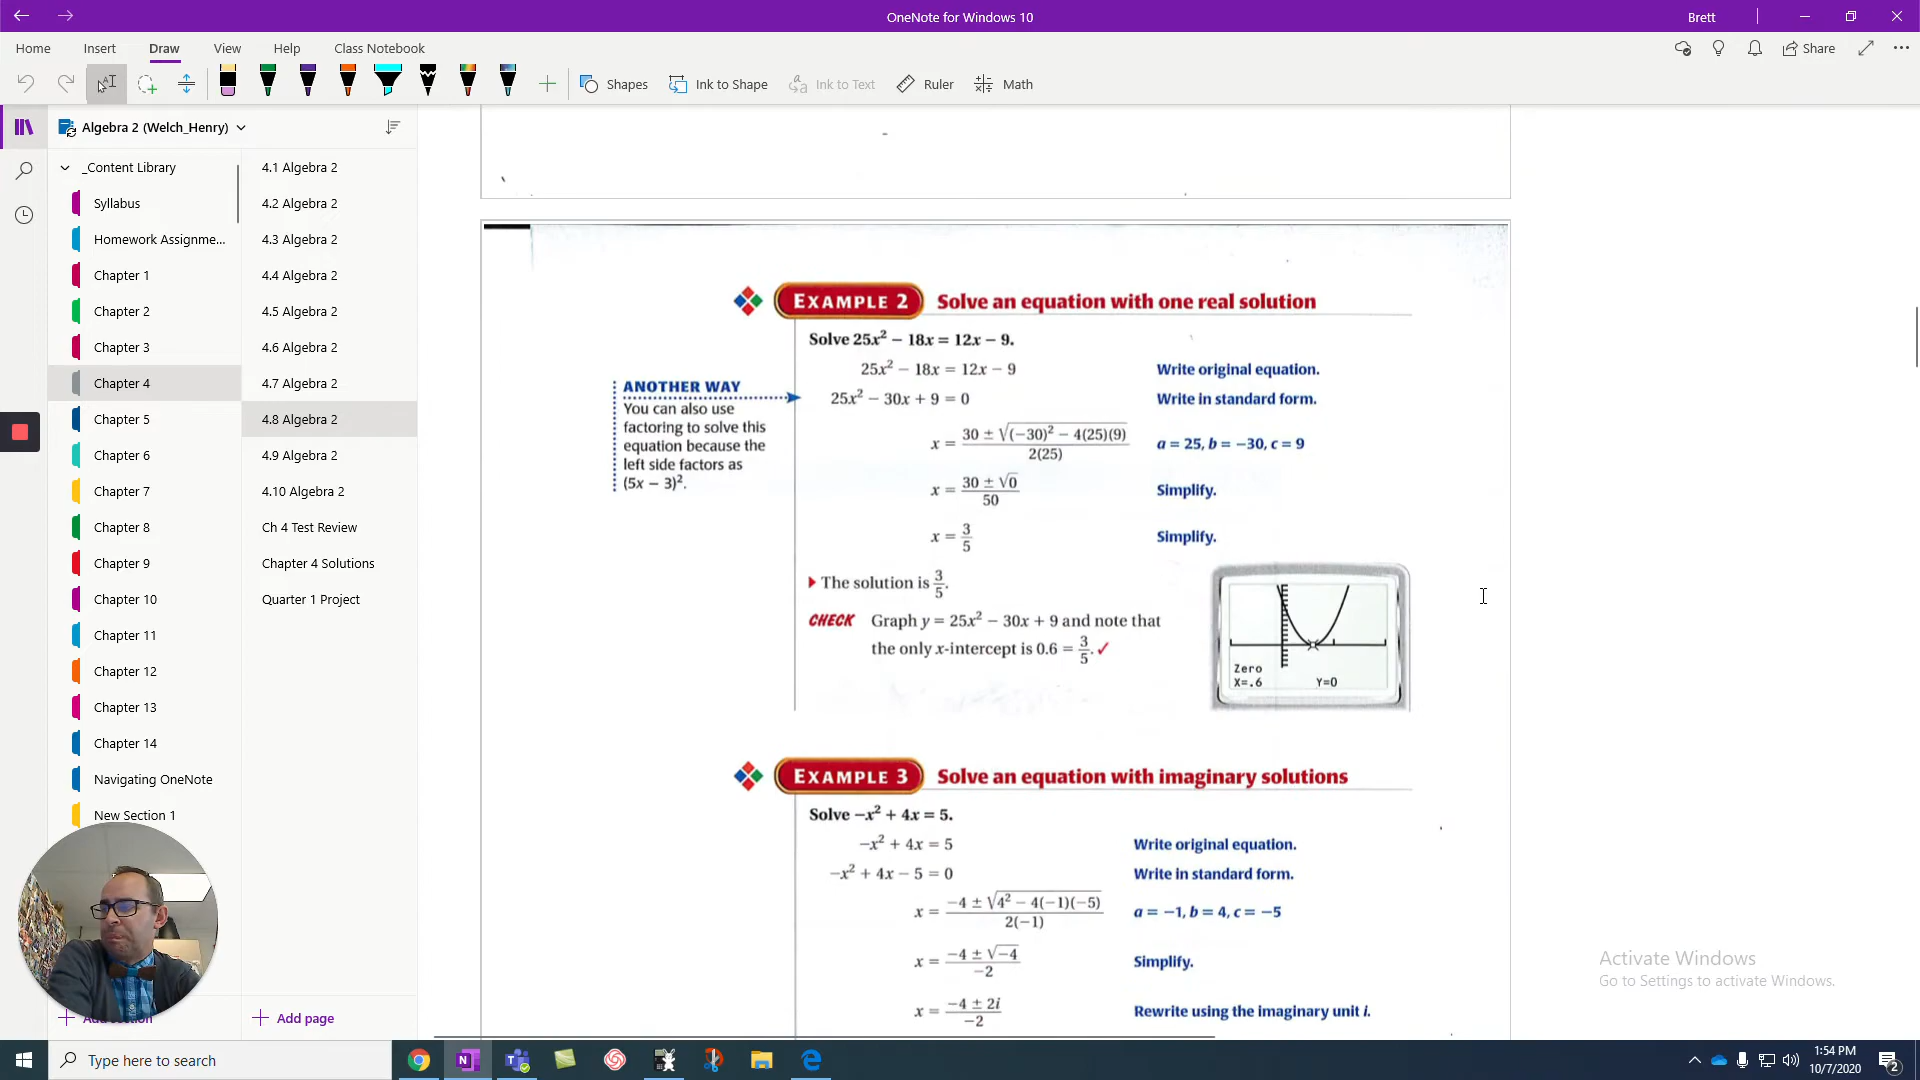 OneNote for Windows 10
Brett
Home
Insert
Draw
View
Help
Class Notebook
Share
Shapes
Ink to Shape
Ink to Text
Ruler
Math
Algebra 2 (Welch_Henry)
_Content Library
Syllabus
Homework Assignme...
Chapter 1
Chapter 2
Chapter 3
Chapter 4
Chapter 5
Chapter 6
Chapter 7
Chapter 8
Chapter 9
Chapter 10
Chapter 11
Chapter 12
Chapter 13
Chapter 14
Navigating OneNote
New Section 1
4.1 Algebra 2
4.2 Algebra 2
4.3 Algebra 2
4.4 Algebra 2
4.5 Algebra 2
4.6 Algebra 2
4.7 Algebra 2
4.8 Algebra 2
4.9 Algebra 2
4.10 Algebra 2
Ch 4 Test Review
Chapter 4 Solutions
Quarter 1 Project
Add page
EXAMPLE 2 Solve an equation with one real solution
Solve 25x² − 18x = 12x − 9.
25x² − 18x = 12x − 9 Write original equation.
25x² − 30x + 9 = 0 Write in standard form.
x = (30 ± √((−30)² − 4(25)(9))) / 2(25) a = 25, b = −30, c = 9
x = (30 ± √0) / 50 Simplify.
x = 3/5 Simplify.
ANOTHER WAY
You can also use
factoring to solve this
equation because the
left side factors as
(5x − 3)².
The solution is 3/5.
CHECK Graph y = 25x² − 30x + 9 and note that
the only x-intercept is 0.6 = 3/5. ✓
Zero
X=.6 Y=0
EXAMPLE 3 Solve an equation with imaginary solutions
Solve −x² + 4x = 5.
−x² + 4x = 5 Write original equation.
−x² + 4x − 5 = 0 Write in standard form.
x = (−4 ± √(4² − 4(−1)(−5))) / 2(−1) a = −1, b = 4, c = −5
x = (−4 ± √−4) / −2 Simplify.
x = (−4 ± 2i) / −2 Rewrite using the imaginary unit i.
Activate Windows
Go to Settings to activate Windows.
Type here to search
1:54 PM
10/7/2020
2